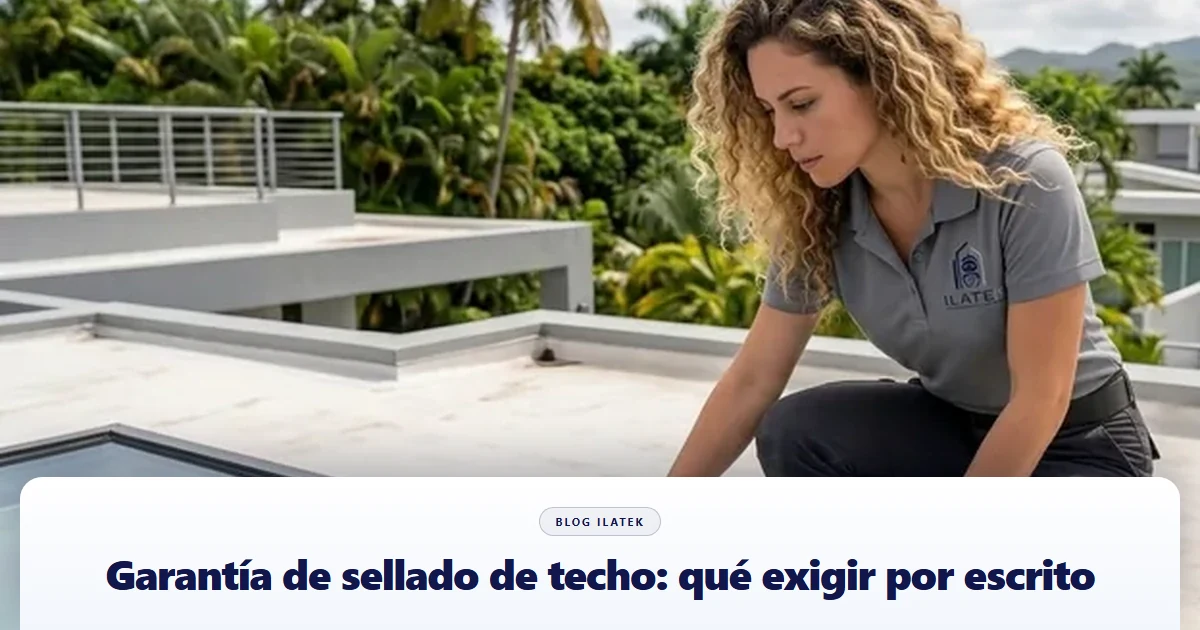 ILATEK
BLOG ILATEK
Garantía de sellado de techo: qué exigir por escrito